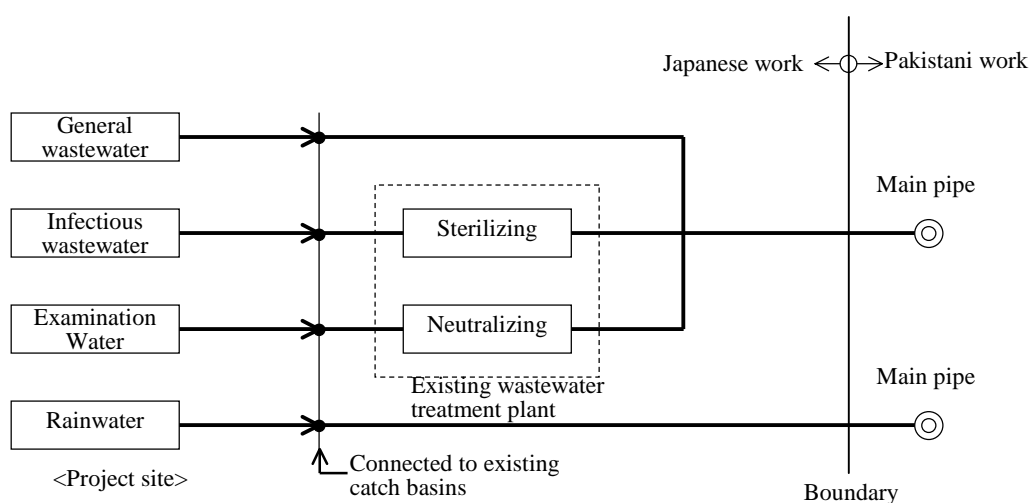 Japanese work
Pakistani work
General
wastewater
Main pipe
Infectious
wastewater
Sterilizing
Examination
Water
Neutralizing
Existing wastewater
treatment plant
Main pipe
Rainwater
<Project site>
Connected to existing
catch basins
Boundary